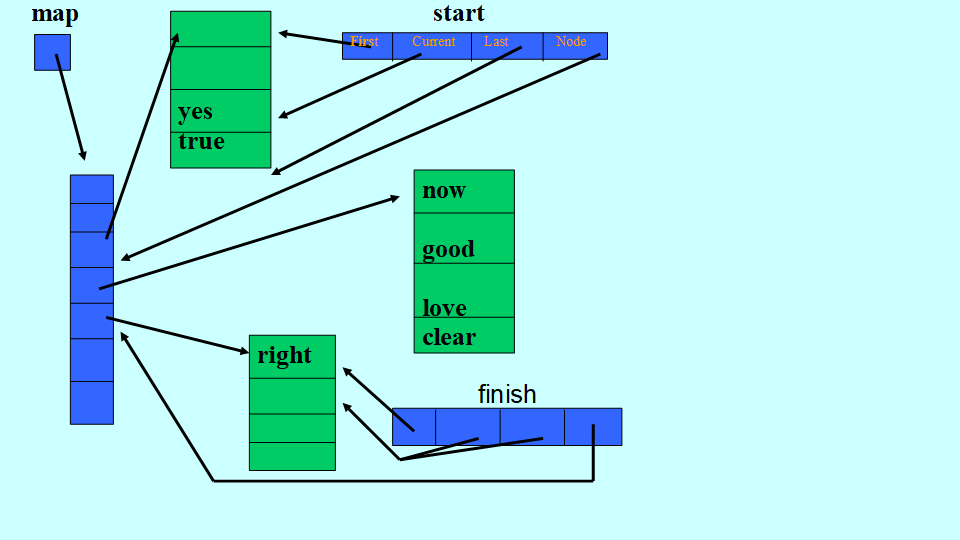 map
start
First Current Last Node
yes
true
now
good
love
clear
right
finish